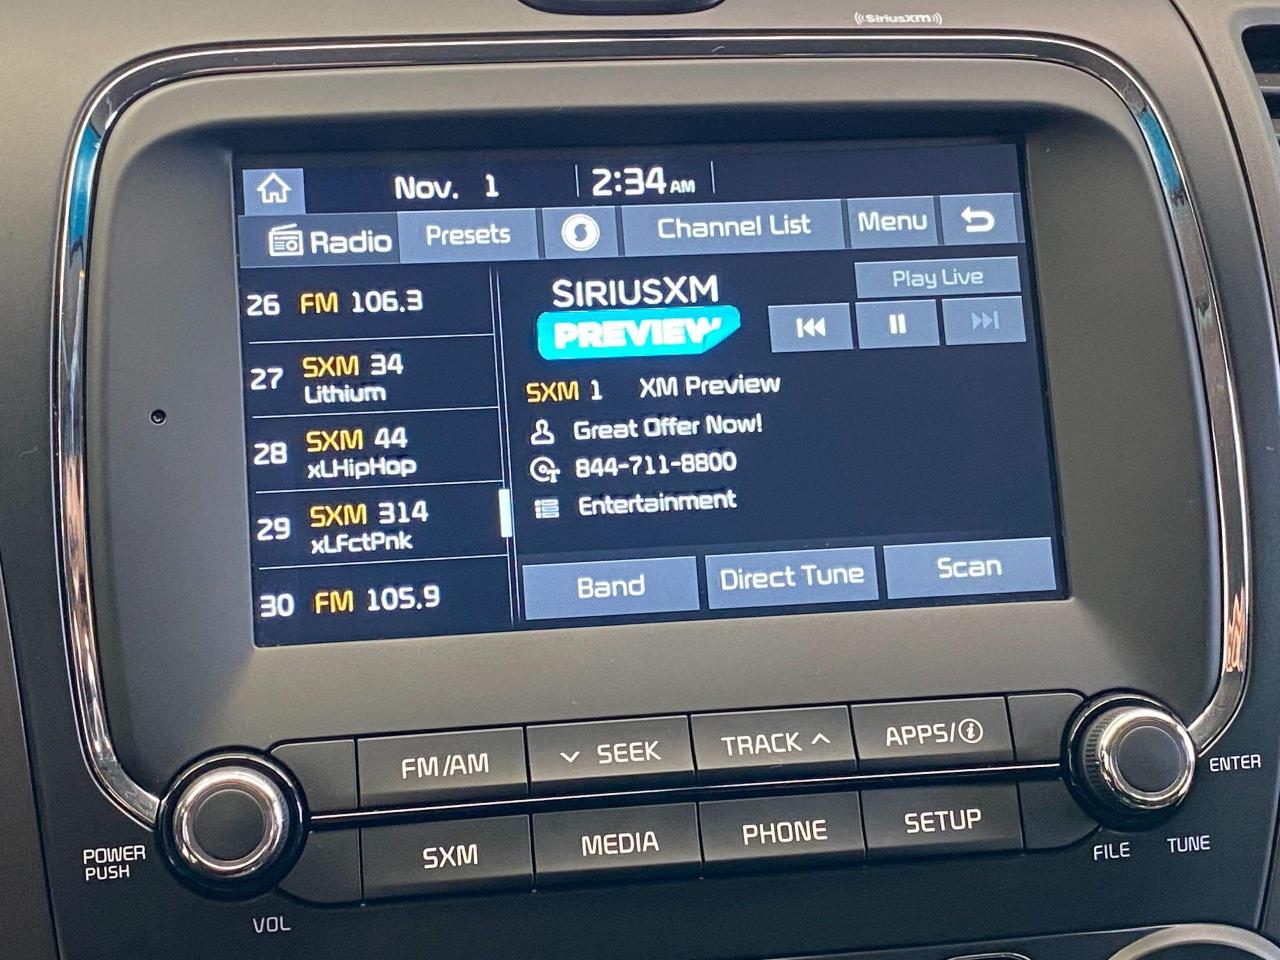 ((SiriusXM))
Nov. 1 2:34 AM
Radio Presets Channel List Menu
26 FM 106.3
27 SXM 34
Lithium
28 SXM 44
xLHipHop
29 SXM 314
xLFctPnk
30 FM 105.9
SIRIUSXM
PREVIEW
Play Live
SXM 1 XM Preview
Great Offer Now!
844-711-8800
Entertainment
Band Direct Tune Scan
FM/AM SEEK TRACK APPS/i
SXM MEDIA PHONE SETUP
POWER
PUSH
VOL
ENTER
FILE TUNE